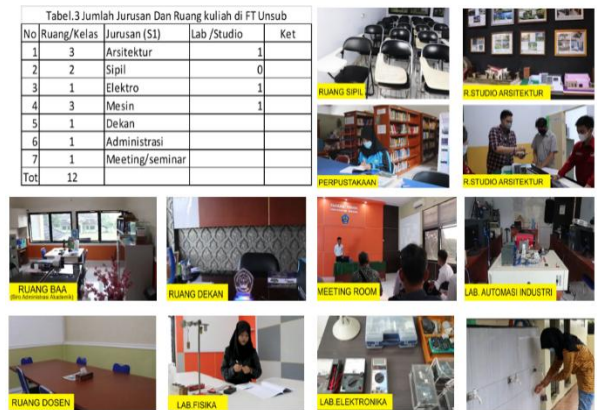 Tabel.3 Jumlah Jurusan Dan Ruang kuliah di FT Unsub
No Ruang/Kelas Jurusan (S1) Lab /Studio Ket
1 3 Arsitektur 1
2 2 Sipil 0
3 1 Elektro 1
4 3 Mesin 1
5 1 Dekan
6 1 Administrasi
7 1 Meeting/seminar
Tot 12
RUANG SIPIL
R.STUDIO ARSITEKTUR
PERPUSTAKAAN
R.STUDIO ARSITEKTUR
RUANG BAA
(Biro Administrasi Akademik)
RUANG DEKAN
MEETING ROOM
LAB. AUTOMASI INDUSTRI
RUANG DOSEN
LAB.FISIKA
LAB.ELEKTRONIKA